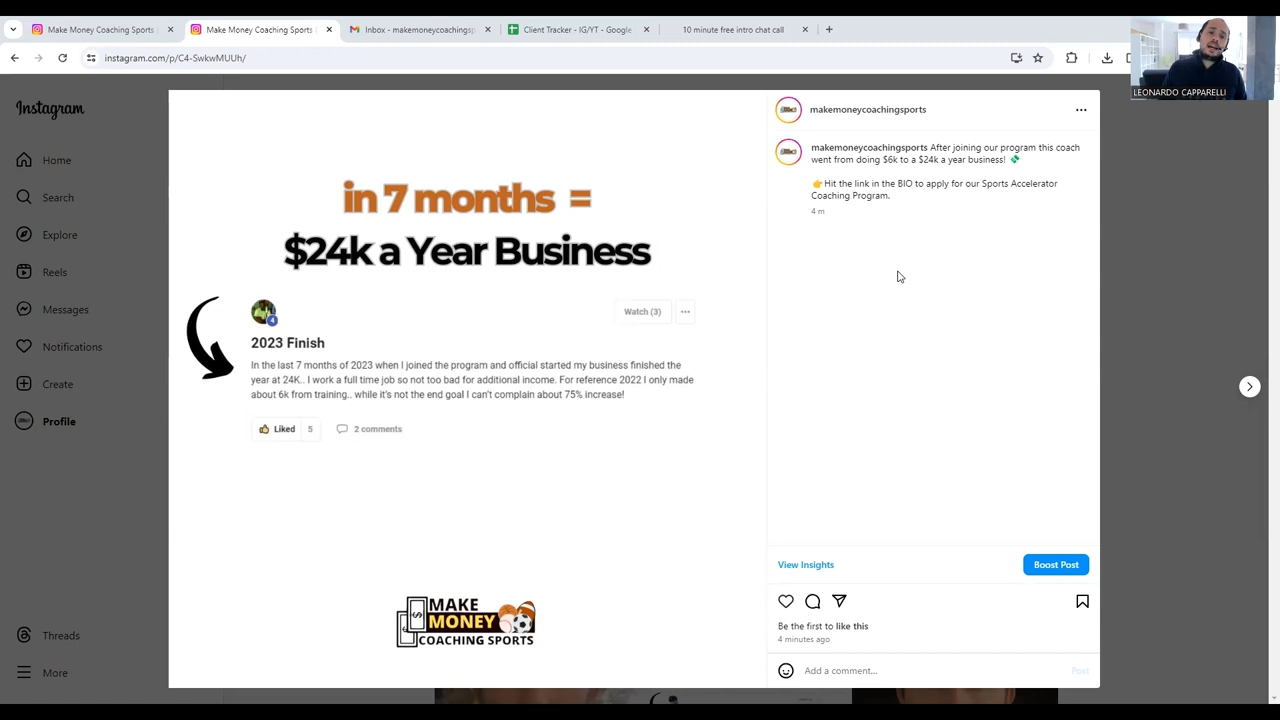 Make Money Coaching Sports
Make Money Coaching Sports
Inbox - makemoneycoachingsp
Client Tracker - IG/YT - Google
10 minute free intro chat call
instagram.com/p/C4-SwkwMUUh/
LEONARDO CAPPARELLI
Instagram
Home
Search
Explore
Reels
Messages
Notifications
Create
Profile
Threads
More
in 7 months =
$24k a Year Business
4
Watch (3)
2023 Finish
In the last 7 months of 2023 when I joined the program and official started my business finished the
year at 24K.. I work a full time job so not too bad for additional income. For reference 2022 I only made
about 6k from training.. while it's not the end goal I can't complain about 75% increase!
Liked 5 2 comments
MAKE
MONEY
COACHING SPORTS
makemoneycoachingsports
makemoneycoachingsports After joining our program this coach
went from doing $6k to a $24k a year business! 💸
👉Hit the link in the BIO to apply for our Sports Accelerator
Coaching Program.
4 m
View Insights
Boost Post
Be the first to like this
4 minutes ago
Add a comment...
Post